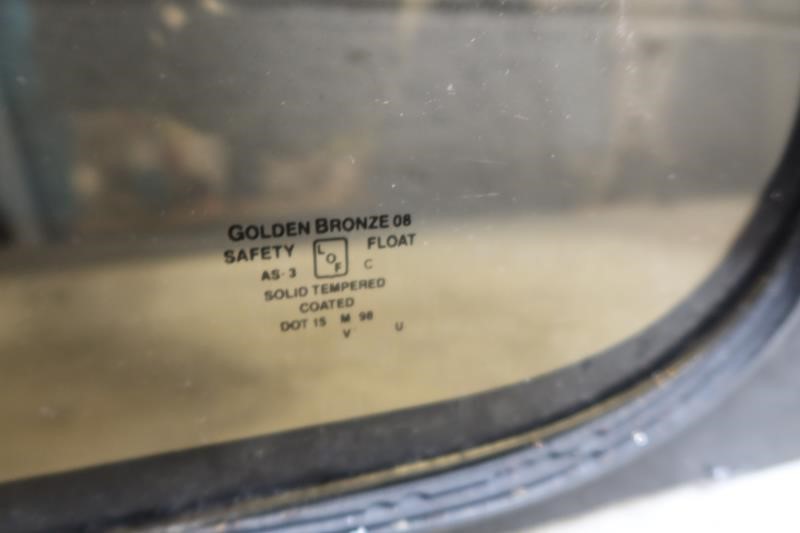 GOLDEN BRONZE 08
SAFETY LOF FLOAT
AS-3 C
SOLID TEMPERED
COATED
DOT 15 M 98
V U